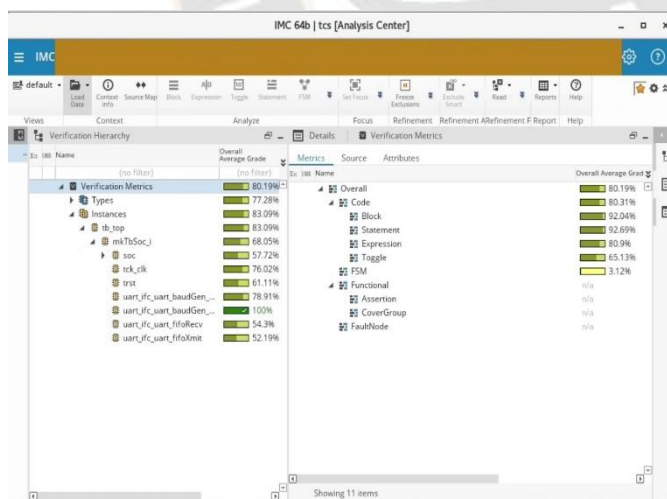 IMC 64b | tcs [Analysis Center]
IMC
default
Load Data
Context info
Source Map
Block
Expression
Toggle
Statement
FSM
Set Focus
Freeze Exclusions
Exclude Smart
Read
Reports
Help
Views Context Analyze Focus Refinement Refinement ARefinement F Report Help
Verification Hierarchy
Ex UNR Name Overall Average Grade
(no filter) (no filter)
Verification Metrics 80.19%
Types 77.28%
Instances 83.09%
tb_top 83.09%
mkTbSoc_i 68.05%
soc 57.72%
tck_clk 76.02%
trst 61.11%
uart_ifc_uart_baudGen_... 78.91%
uart_ifc_uart_baudGen_... 100%
uart_ifc_uart_fifoRecv 54.3%
uart_ifc_uart_fifoXmit 52.19%
Details Verification Metrics
Metrics Source Attributes
Ex UNR Name Overall Average Grad
Overall 80.19%
Code 80.31%
Block 92.04%
Statement 92.69%
Expression 80.9%
Toggle 65.13%
FSM 3.12%
Functional n/a
Assertion n/a
CoverGroup n/a
FaultNode n/a
Showing 11 items